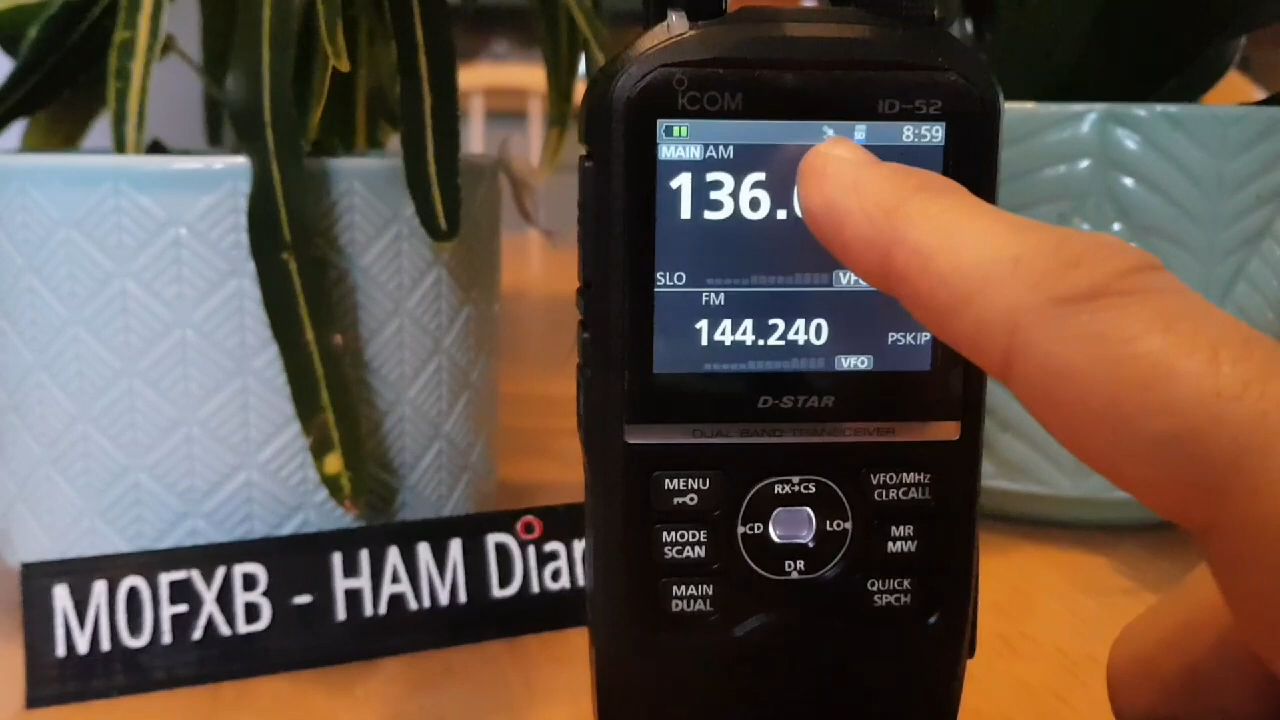 iCOM ID-52
SD 8:59
MAIN AM
136.
SLO
FM
144.240 PSKIP
VFO
D-STAR
DUAL BAND TRANSCEIVER
MENU
RX→CS
VFO/MHz
CLR CALL
CD
LO
MODE
SCAN
MR
MW
DR
MAIN
DUAL
QUICK
SPCH
M0FXB - HAM Diar